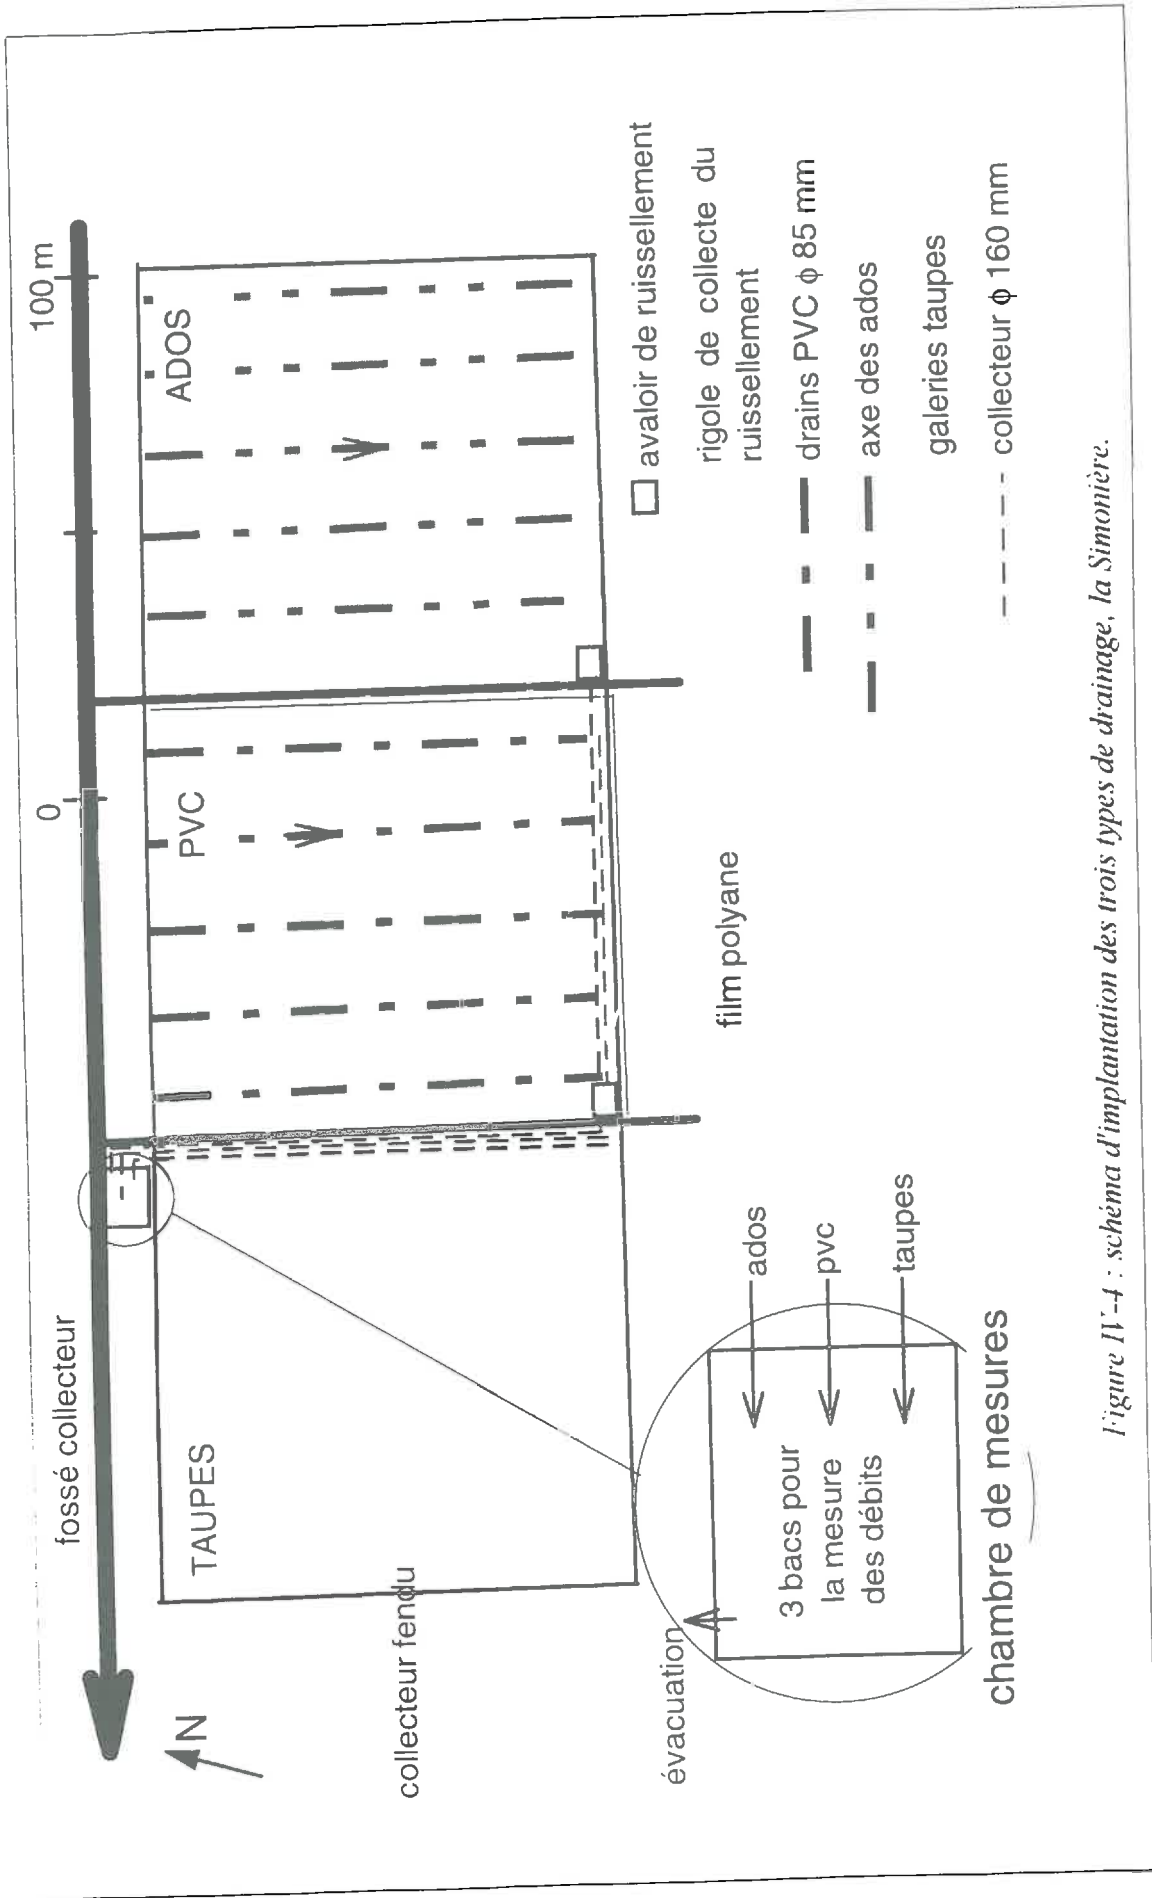 fossé collecteur
0
100 m
TAUPES
PVC
ADOS
N
collecteur fendu
film polyane
évacuation
3 bacs pour
la mesure
des débits
ados
pvc
taupes
chambre de mesures
avaloir de ruissellement
rigole de collecte du
ruissellement
drains PVC ϕ 85 mm
axe des ados
galeries taupes
collecteur ϕ 160 mm
Figure IV-4 : schéma d'implantation des trois types de drainage, la Simonière.